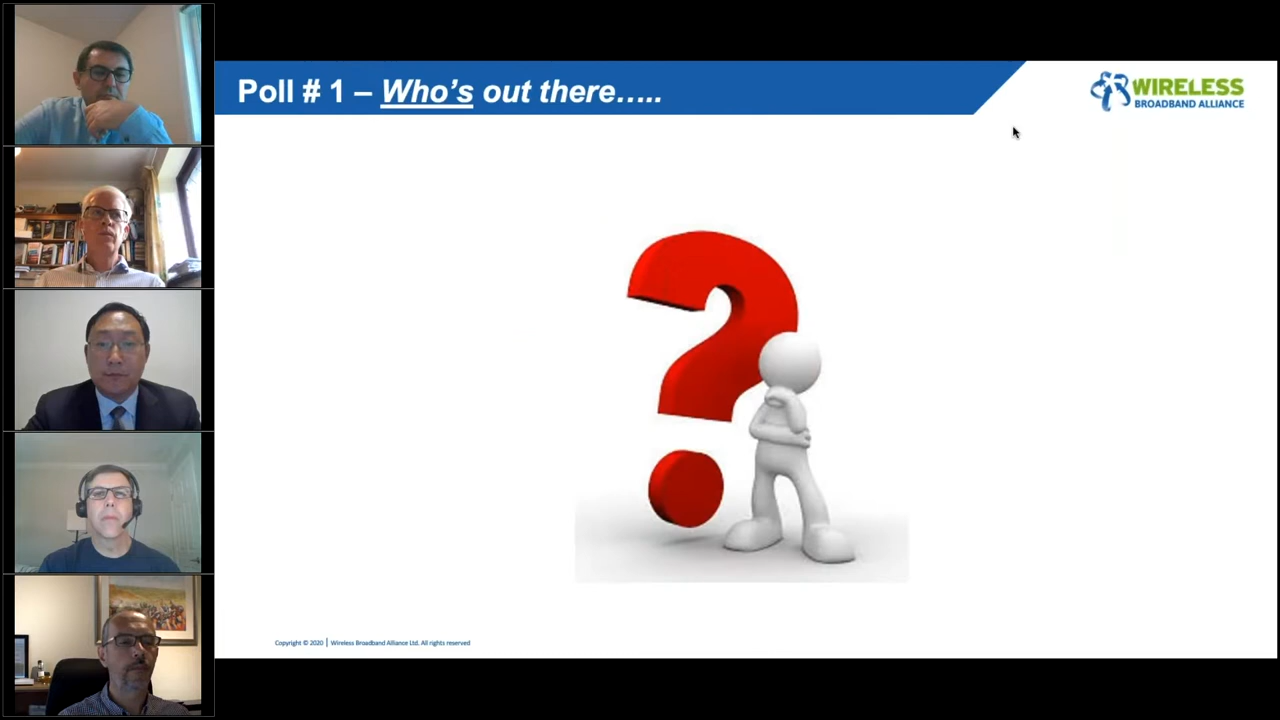 Poll # 1 – Who's out there…..
WIRELESS
BROADBAND ALLIANCE
Copyright © 2020 | Wireless Broadband Alliance Ltd. All rights reserved